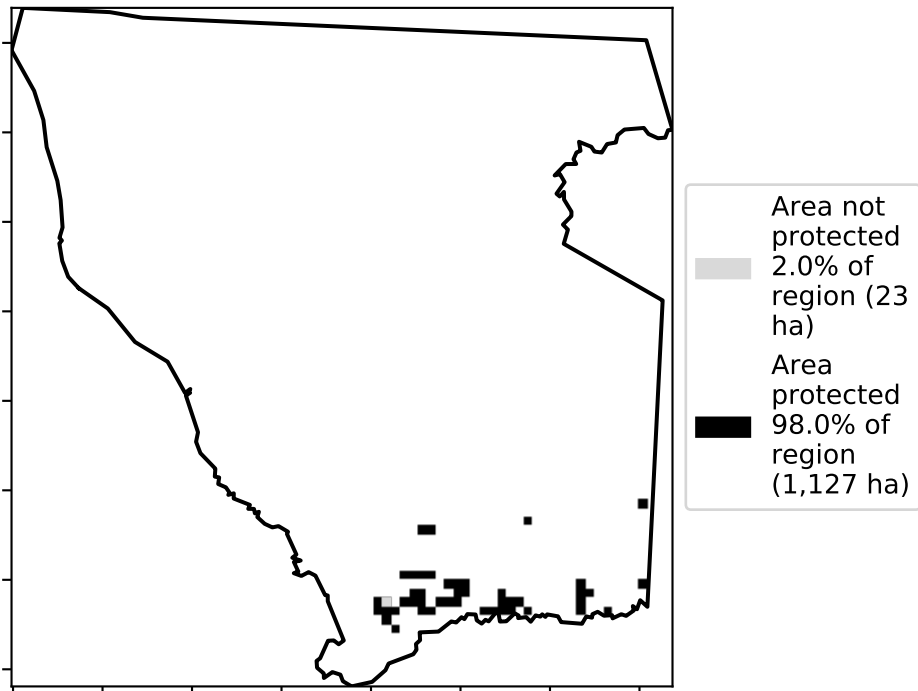 Area not
protected
2.0% of
region (23
ha)
Area
protected
98.0% of
region
(1,127 ha)